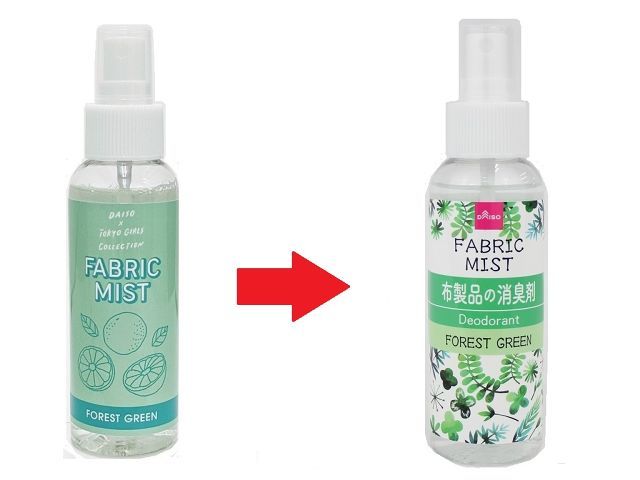 DAISO
×
TOKYO GIRLS
COLLECTION
FABRIC
MIST
FOREST GREEN
DAISO
FABRIC
MIST
布製品の消臭剤
Deodorant
FOREST GREEN